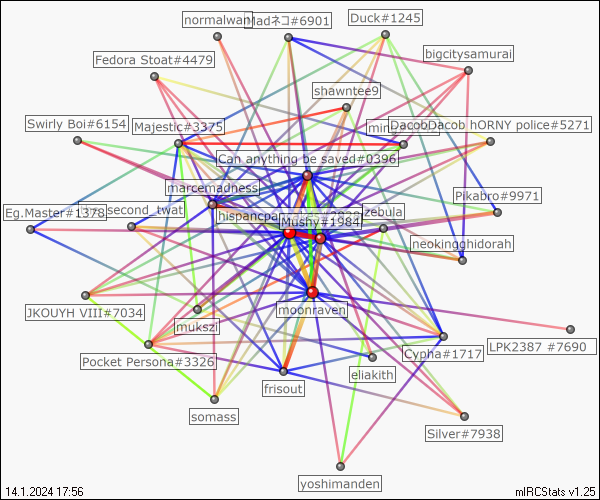 normalwan
Madネコ#6901
Duck#1245
Fedora Stoat#4479
bigcitysamurai
shawntee9
Swirly Boi#6154
Majestic#3375
DacobDacob hORNY police#5271
Can anything be saved#0396
marcemadness
Pikabro#9971
Eg.Master#1378
second_twat
Mushy#1984
zebula
neokingghidorah
moonraven
JKOUYH VIII#7034
mukszi
LPK2387 #7690
Pocket Persona#3326
Cypha#1717
eliakith
frisout
somass
Silver#7938
yoshimanden
14.1.2024 17:56
mIRCStats v1.25